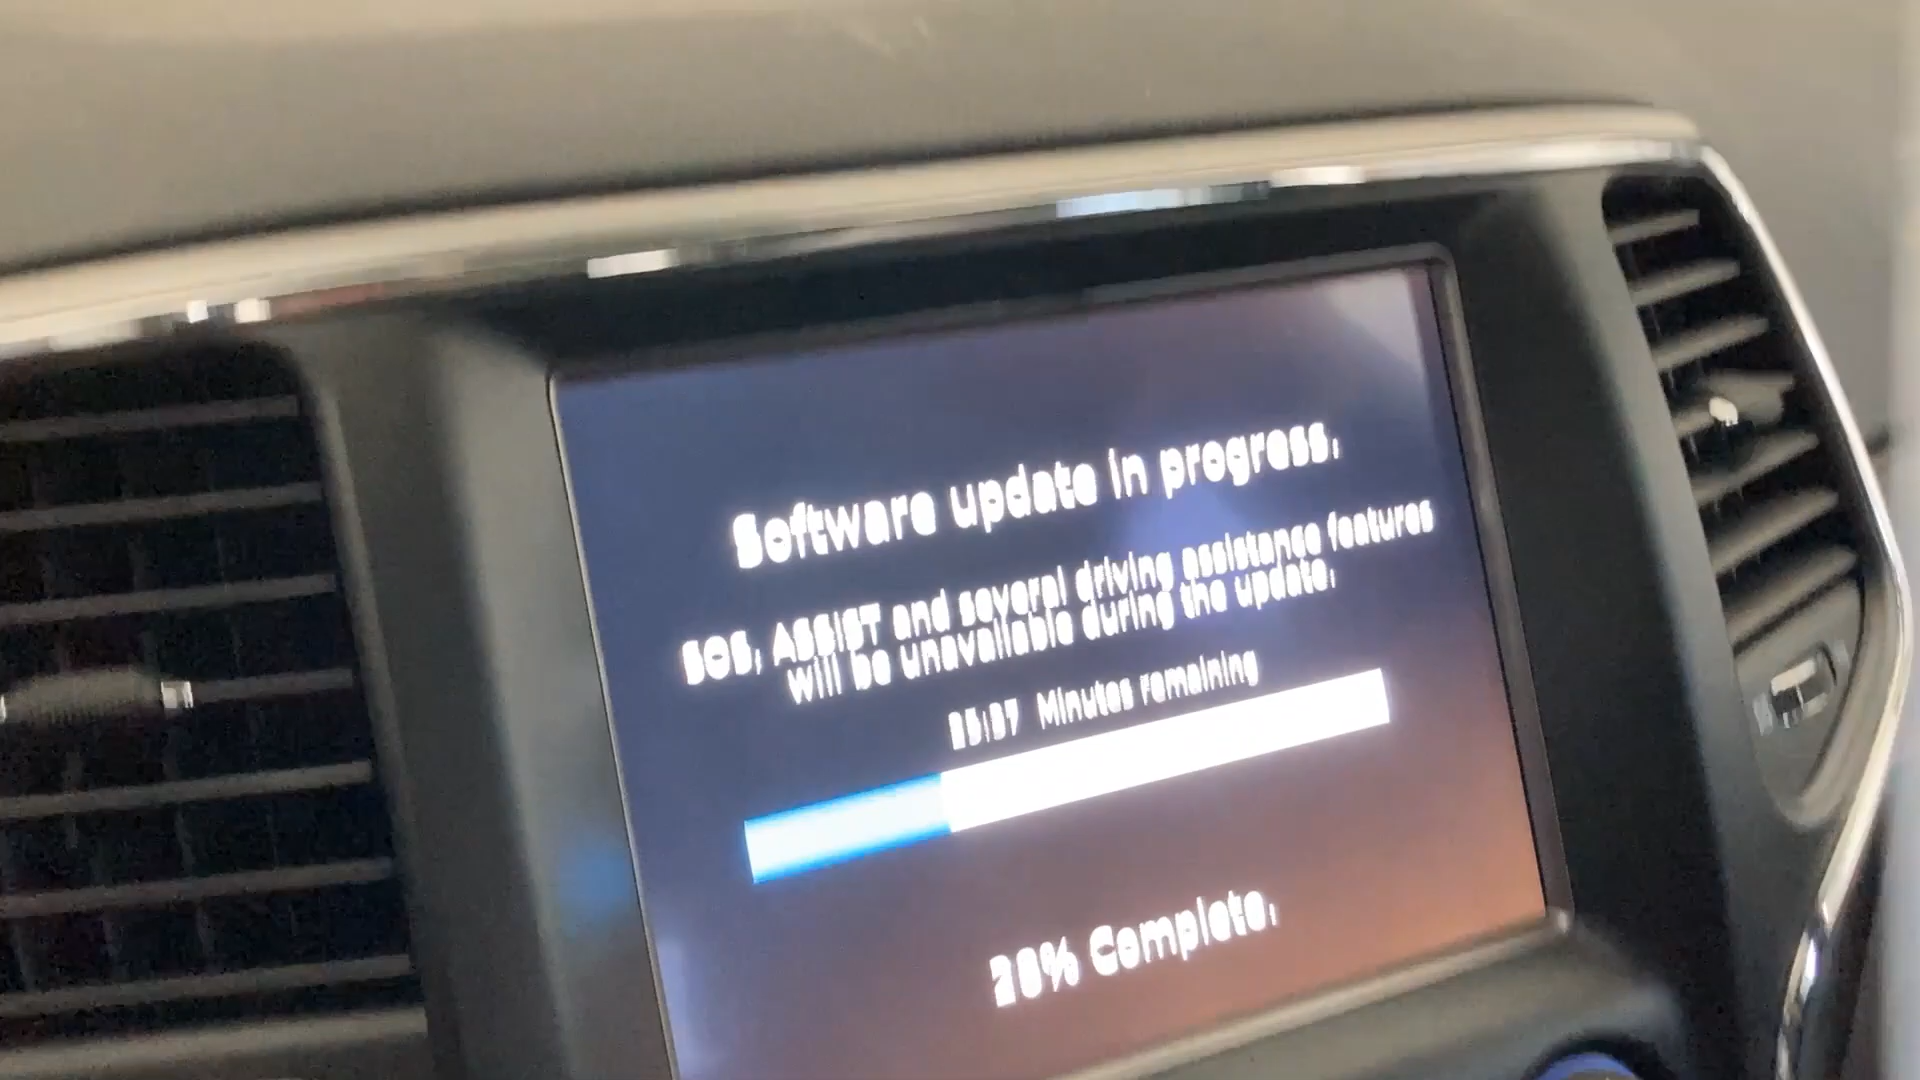 Software update in progress.
SOS, ASSIST and several driving assistance features
will be unavailable during the update.
Minutes remaining
Complete.